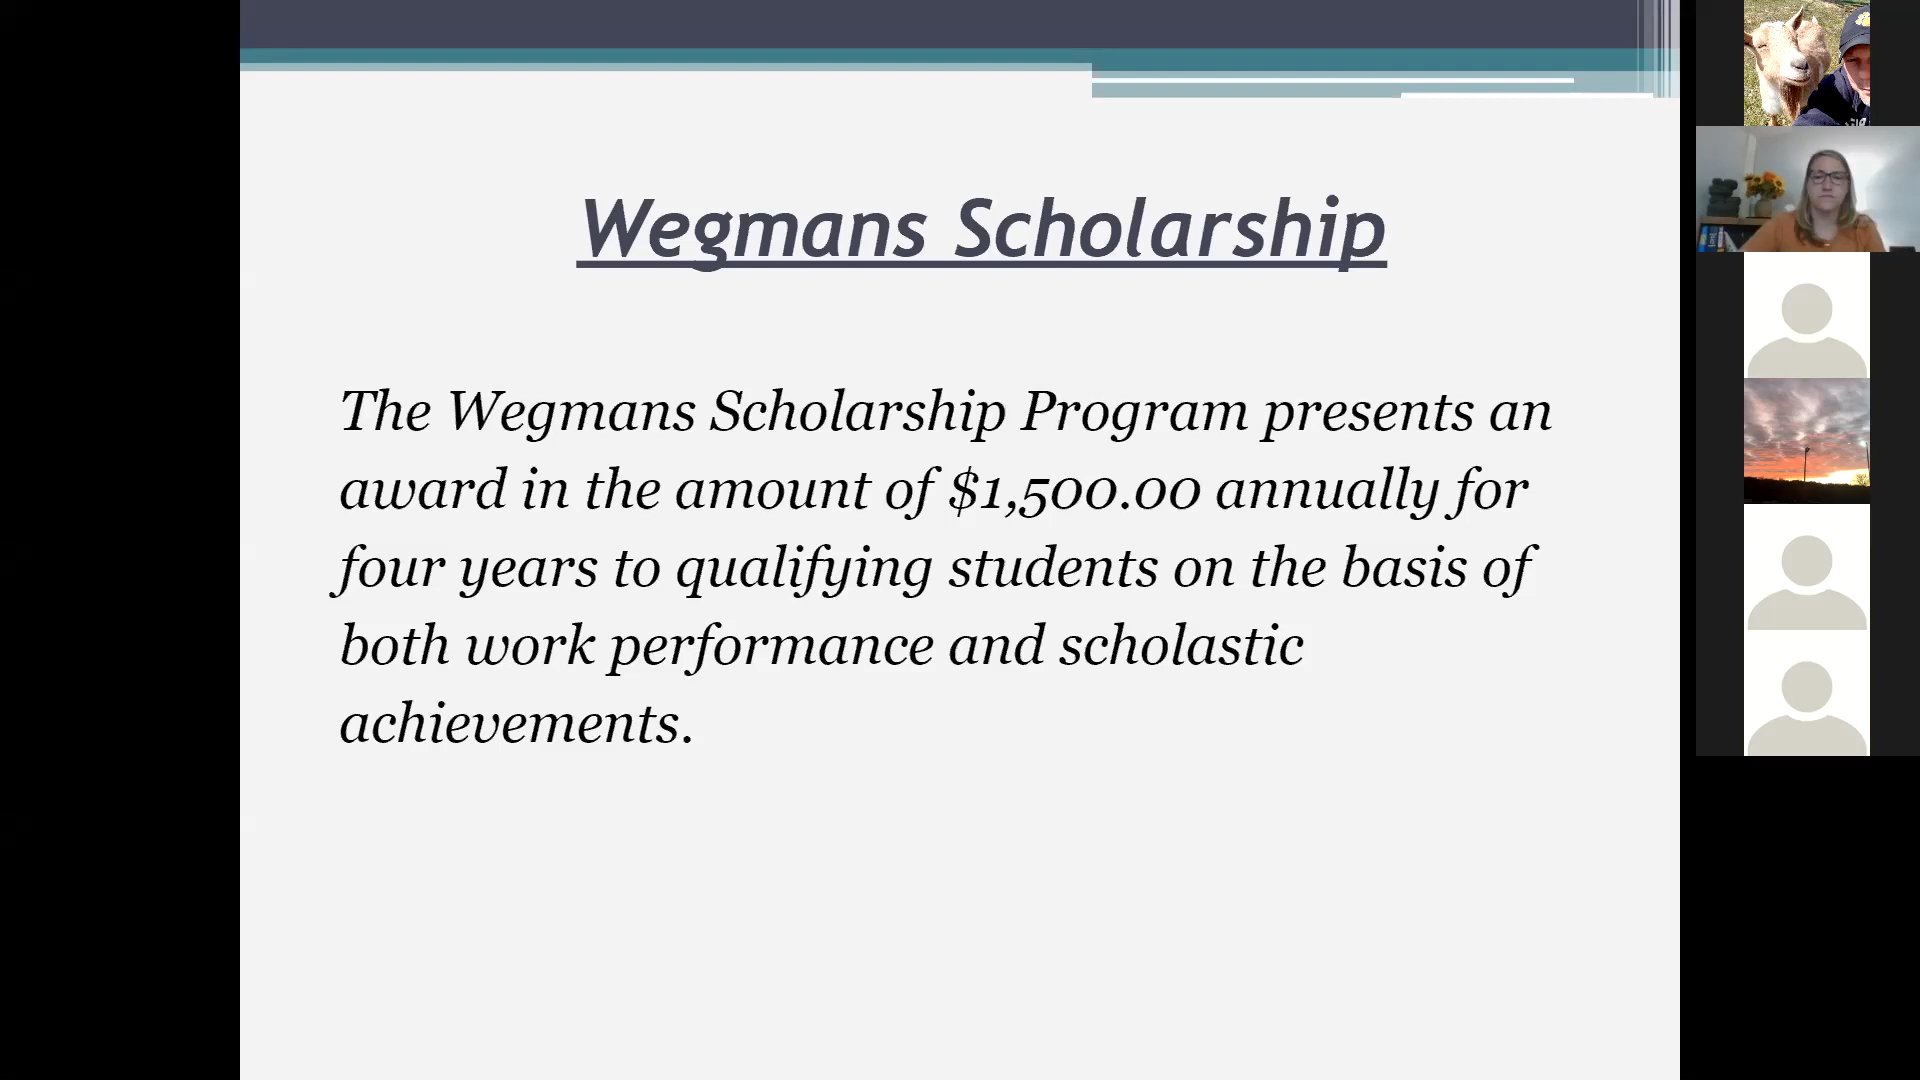 Wegmans Scholarship
The Wegmans Scholarship Program presents an
award in the amount of $1,500.00 annually for
four years to qualifying students on the basis of
both work performance and scholastic
achievements.